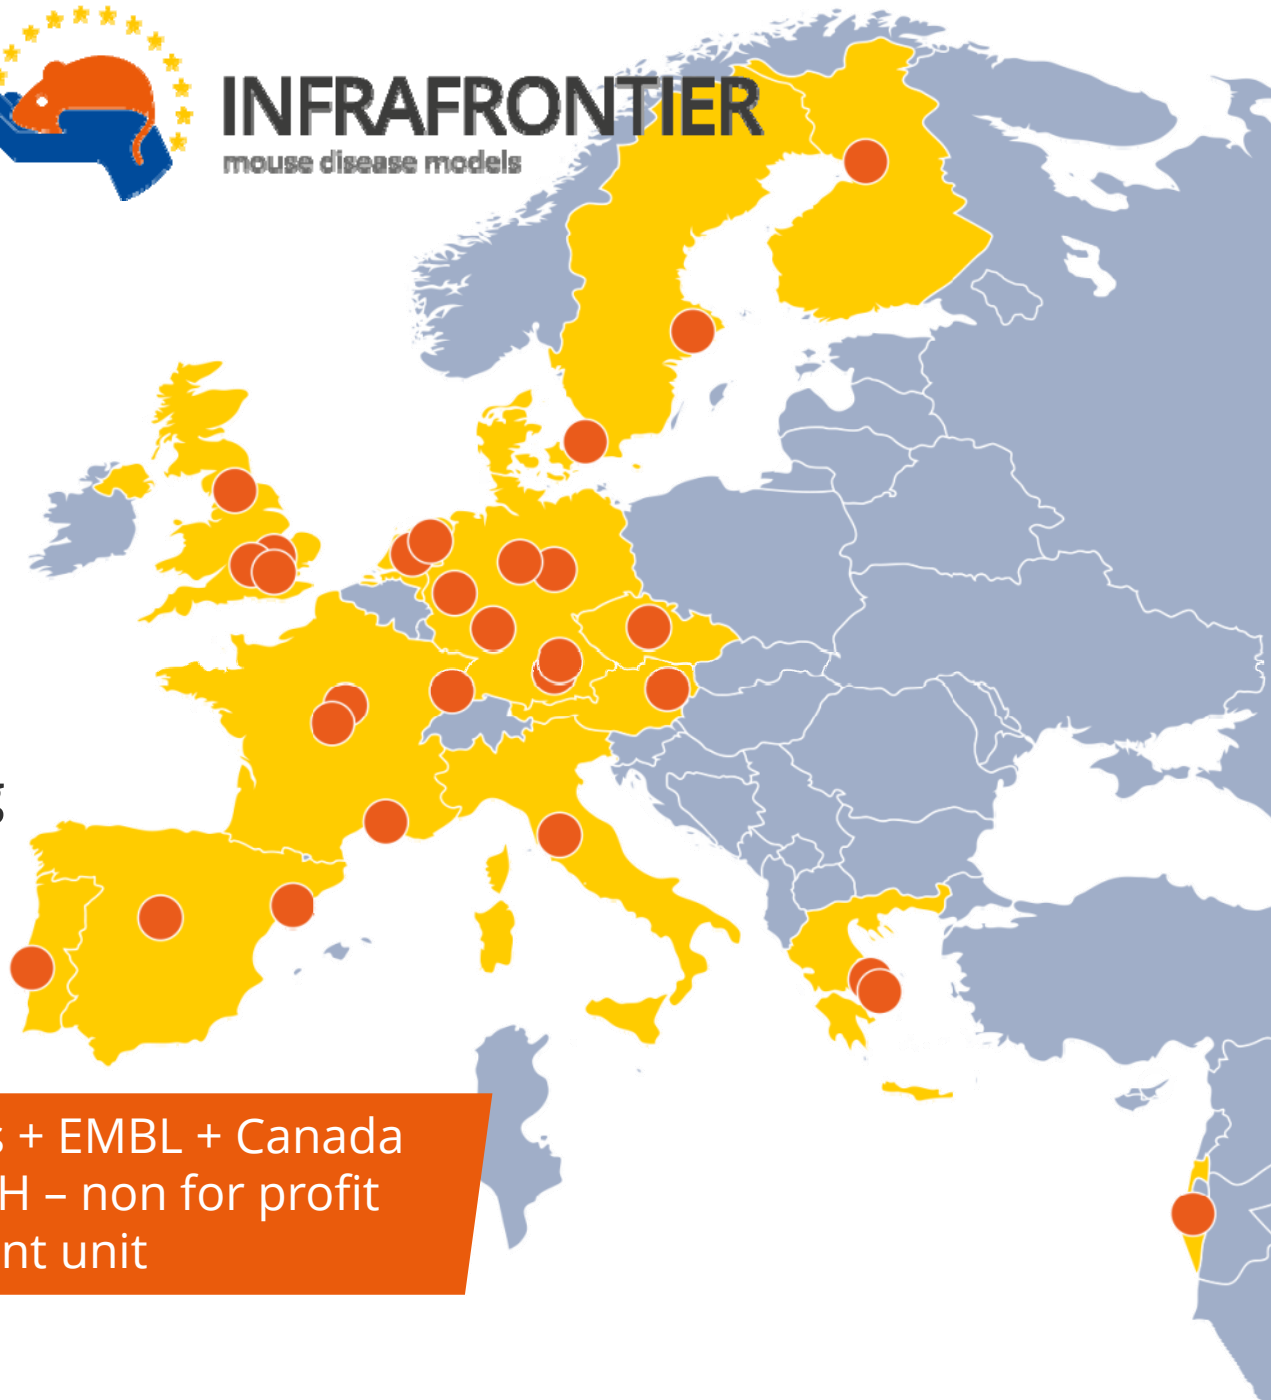 INFRAFRONTIER
mouse disease models
g
s + EMBL + Canada
H – non for profit
nt unit